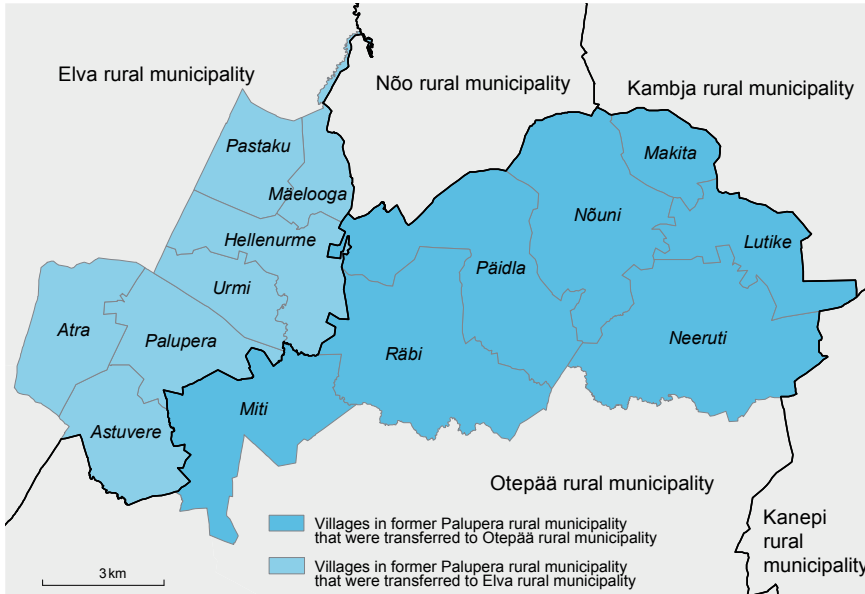 Elva rural municipality
Nõo rural municipality
Kambja rural municipality
Pastaku
Makita
Mäelooga
Nõuni
Hellenurme
Lutike
Päidla
Urmi
Atra
Palupera
Räbi
Neeruti
Miti
Astuvere
Otepää rural municipality
Kanepi
rural
municipality
Villages in former Palupera rural municipality
that were transferred to Otepää rural municipality
Villages in former Palupera rural municipality
that were transferred to Elva rural municipality
3 km